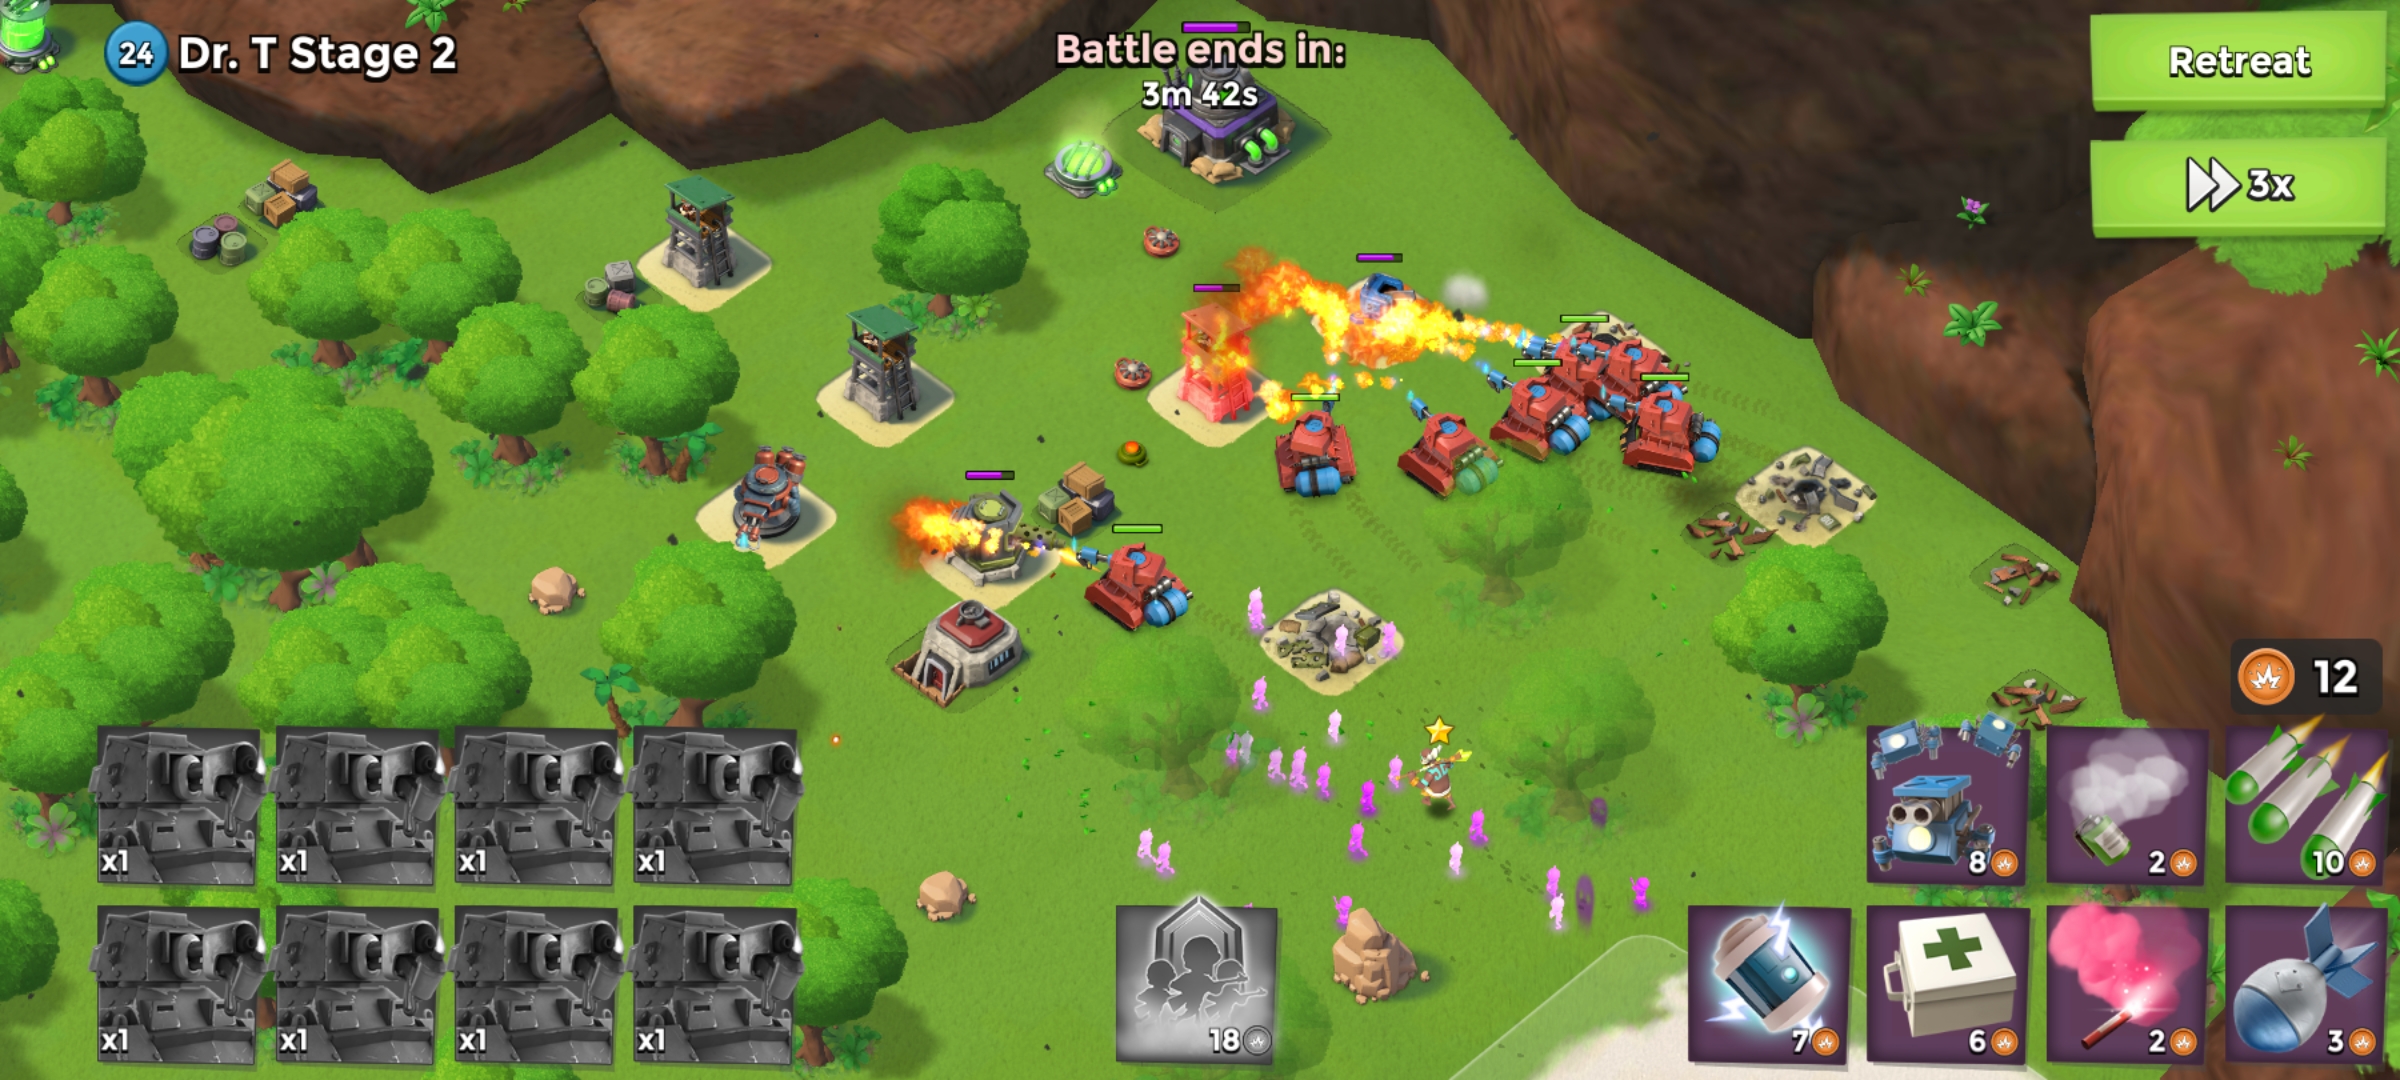 24 Dr. T Stage 2
Battle ends in:
3m 42s
Retreat
3x
12
x1 x1 x1 x1
8 2 10
x1 x1 x1 x1
18
7 6 2 3